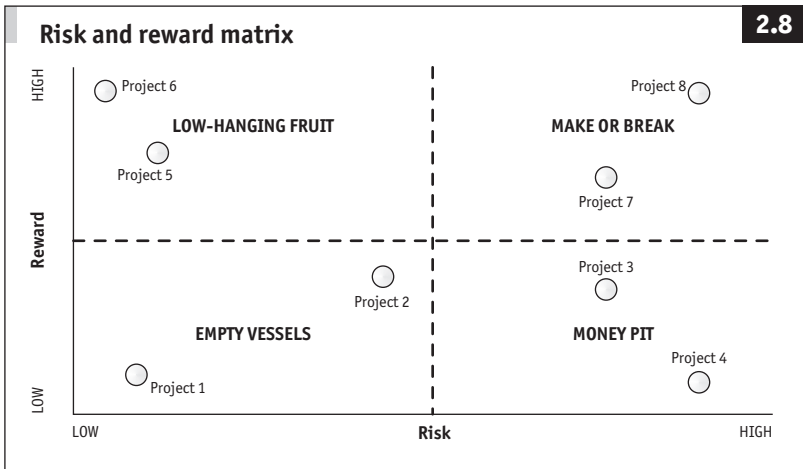 Risk and reward matrix
2.8
HIGH
Project 6
Project 8
LOW-HANGING FRUIT
MAKE OR BREAK
Project 5
Project 7
Reward
Project 3
Project 2
EMPTY VESSELS
MONEY PIT
Project 4
Project 1
LOW
LOW
Risk
HIGH